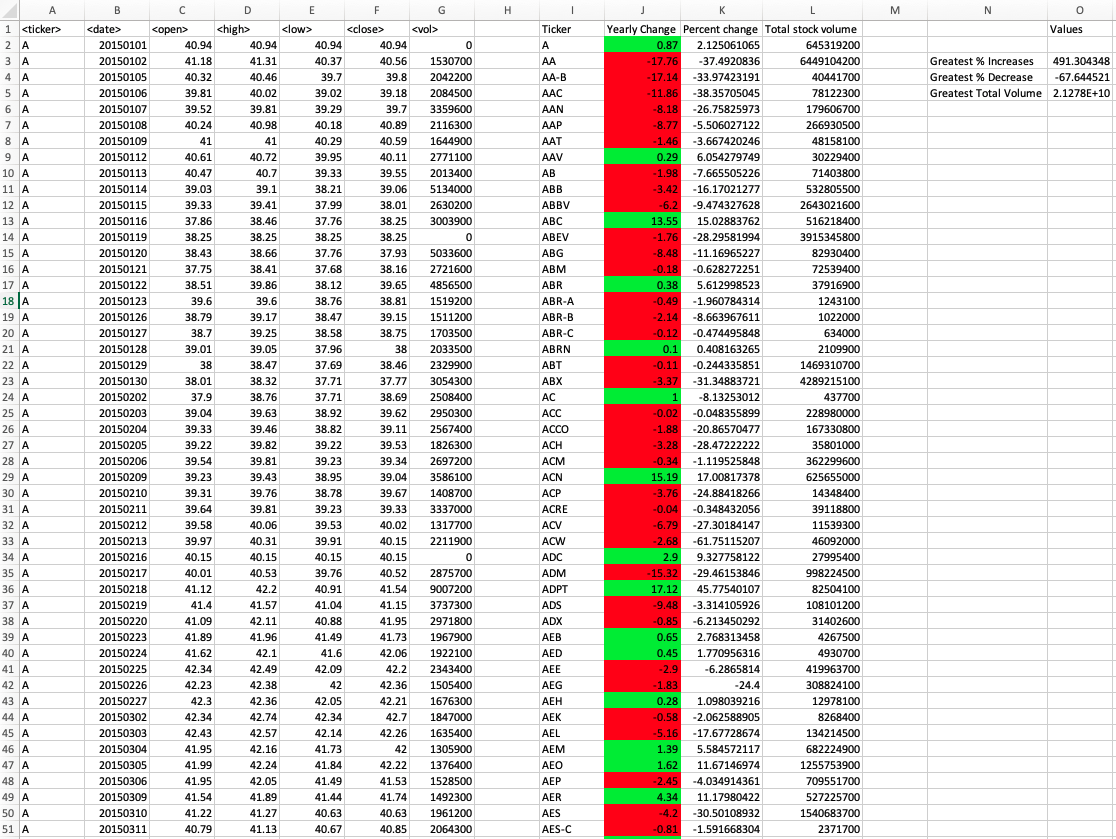 A B C D E F G H I J K L M N O
1 <ticker> <date> <open> <high> <low> <close> <vol> Ticker Yearly Change Percent change Total stock volume Values
2 A 20150101 40.94 40.94 40.94 40.94 0 A 0.87 2.125061065 645319200
3 A 20150102 41.18 41.31 40.37 40.56 1530700 AA -17.76 -37.4920836 6449104200 Greatest % Increases 491.304348
4 A 20150105 40.32 40.46 39.7 39.8 2042200 AA-B -17.14 -33.97423191 40441700 Greatest % Decrease -67.644521
5 A 20150106 39.81 40.02 39.02 39.18 2084500 AAC -11.86 -38.35705045 78122300 Greatest Total Volume 2.1278E+10
6 A 20150107 39.52 39.81 39.29 39.7 3359600 AAN -8.18 -26.75825973 179606700
7 A 20150108 40.24 40.98 40.18 40.89 2116300 AAP -8.77 -5.506027122 266930500
8 A 20150109 41 41 40.29 40.59 1644900 AAT -1.46 -3.667420246 48158100
9 A 20150112 40.61 40.72 39.95 40.11 2771100 AAV 0.29 6.054279749 30229400
10 A 20150113 40.47 40.7 39.33 39.55 2013400 AB -1.98 -7.665505226 71403800
11 A 20150114 39.03 39.1 38.21 39.06 5134000 ABB -3.42 -16.17021277 532805500
12 A 20150115 39.33 39.41 37.99 38.01 2630200 ABBV -6.2 -9.474327628 2643021600
13 A 20150116 37.86 38.46 37.76 38.25 3003900 ABC 13.55 15.02883762 516218400
14 A 20150119 38.25 38.25 38.25 38.25 0 ABEV -1.76 -28.29581994 3915345800
15 A 20150120 38.43 38.66 37.76 37.93 5033600 ABG -8.48 -11.16965227 82930400
16 A 20150121 37.75 38.41 37.68 38.16 2721600 ABM -0.18 -0.628272251 72539400
17 A 20150122 38.51 39.86 38.12 39.65 4856500 ABR 0.38 5.612998523 37916900
18 A 20150123 39.6 39.6 38.76 38.81 1519200 ABR-A -0.49 -1.960784314 1243100
19 A 20150126 38.79 39.17 38.47 39.15 1511200 ABR-B -2.14 -8.663967611 1022000
20 A 20150127 38.7 39.25 38.58 38.75 1703500 ABR-C -0.12 -0.474495848 634000
21 A 20150128 39.01 39.05 37.96 38 2033500 ABRN 0.1 0.408163265 2109900
22 A 20150129 38 38.47 37.69 38.46 2329900 ABT -0.11 -0.244335851 1469310700
23 A 20150130 38.01 38.32 37.71 37.77 3054300 ABX -3.37 -31.34883721 4289215100
24 A 20150202 37.9 38.76 37.71 38.69 2508400 AC 1 -8.13253012 437700
25 A 20150203 39.04 39.63 38.92 39.62 2950300 ACC -0.02 -0.048355899 228980000
26 A 20150204 39.33 39.46 38.82 39.11 2567400 ACCO -1.88 -20.86570477 167330800
27 A 20150205 39.22 39.82 39.22 39.53 1826300 ACH -3.28 -28.47222222 35801000
28 A 20150206 39.54 39.81 39.23 39.34 2697200 ACM -0.34 -1.119525848 362299600
29 A 20150209 39.23 39.43 38.95 39.04 3586100 ACN 15.19 17.00817378 625655000
30 A 20150210 39.31 39.76 38.78 39.67 1408700 ACP -3.76 -24.88418266 14348400
31 A 20150211 39.64 39.81 39.23 39.33 3337000 ACRE -0.04 -0.348432056 39118800
32 A 20150212 39.58 40.06 39.53 40.02 1317700 ACV -6.79 -27.30184147 11539300
33 A 20150213 39.97 40.31 39.91 40.15 2211900 ACW -2.68 -61.75115207 46092000
34 A 20150216 40.15 40.15 40.15 40.15 0 ADC 2.9 9.327758122 27995400
35 A 20150217 40.01 40.53 39.76 40.52 2875700 ADM -15.32 -29.46153846 998224500
36 A 20150218 41.12 42.2 40.91 41.54 9007200 ADPT 17.12 45.77540107 82504100
37 A 20150219 41.4 41.57 41.04 41.15 3737300 ADS -9.48 -3.314105926 108101200
38 A 20150220 41.09 42.11 40.88 41.95 2971800 ADX -0.85 -6.213450292 31402600
39 A 20150223 41.89 41.96 41.49 41.73 1967900 AEB 0.65 2.768313458 4267500
40 A 20150224 41.62 42.1 41.6 42.06 1922100 AED 0.45 1.770956316 4930700
41 A 20150225 42.34 42.49 42.09 42.2 2343400 AEE -2.9 -6.2865814 419963700
42 A 20150226 42.23 42.38 42 42.36 1505400 AEG -1.83 -24.4 308824100
43 A 20150227 42.3 42.36 42.05 42.21 1676300 AEH 0.28 1.098039216 12978100
44 A 20150302 42.34 42.74 42.34 42.7 1847000 AEK -0.58 -2.062588905 8268400
45 A 20150303 42.43 42.57 42.14 42.26 1635400 AEL -5.16 -17.67728674 134214500
46 A 20150304 41.95 42.16 41.73 42 1305900 AEM 1.39 5.584572117 682224900
47 A 20150305 41.99 42.24 41.84 42.22 1376400 AEO 1.62 11.67146974 1255753900
48 A 20150306 41.95 42.05 41.49 41.53 1528500 AEP -2.45 -4.034914361 709551700
49 A 20150309 41.54 41.89 41.44 41.74 1492300 AER 4.34 11.17980422 527225700
50 A 20150310 41.22 41.27 40.63 40.63 1961200 AES -4.2 -30.50108932 1540683700
51 A 20150311 40.79 41.13 40.67 40.85 2064300 AES-C -0.81 -1.591668304 2371700